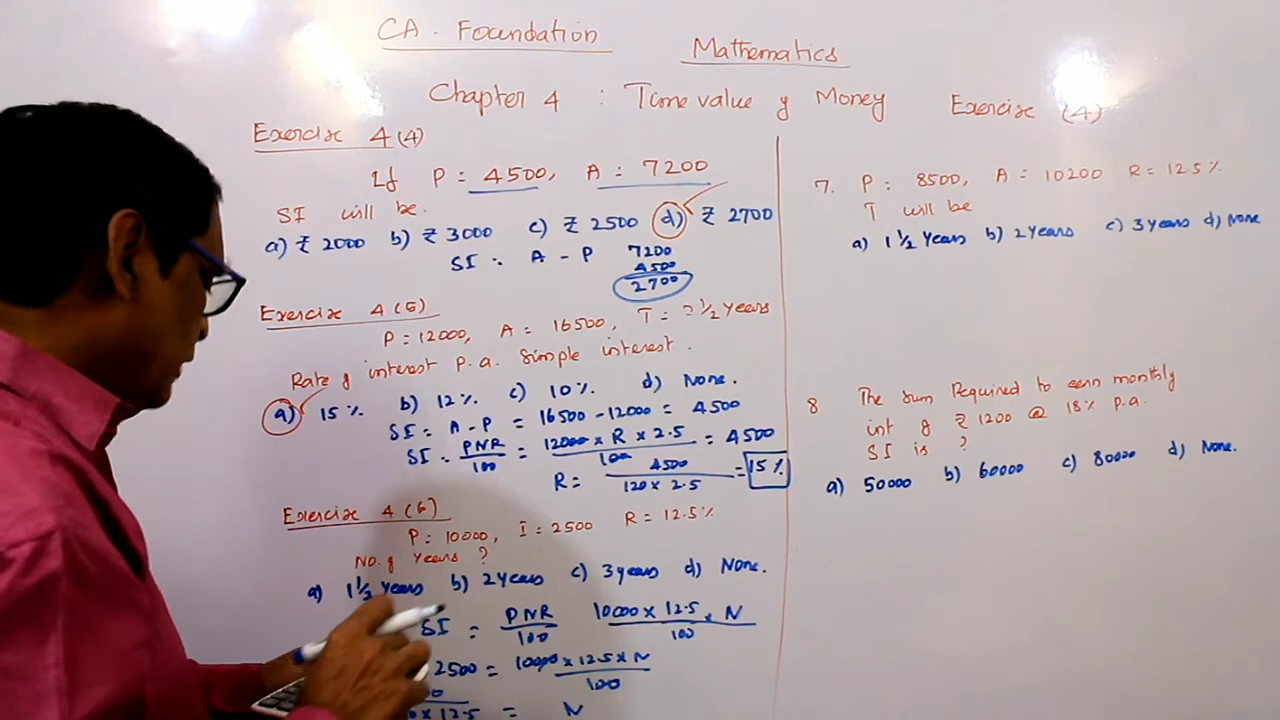 CA. Foundation Mathematics
Chapter 4 : Time value of Money Exercise (4)
Exercise 4(4)
If P = 4500, A = 7200
SI will be.
a) ₹ 2000 b) ₹ 3000 c) ₹ 2500 d) ₹ 2700
SI = A - P 7200
4500
2700
Exercise 4(5)
P = 12000, A = 16500, T = 2 1/2 years
Rate of interest P.a. Simple interest.
a) 15% b) 12% c) 10% d) None.
SI = A - P = 16500 - 12000 = 4500
SI = PNR/100 = 12000 x R x 2.5/100 = 4500
R = 4500/120 x 2.5 = 15%
Exercise 4(6)
P = 10000, I = 2500 R = 12.5%
No. of Years ?
a) 1 1/2 Years b) 2 Years c) 3 years d) None.
SI = PNR/100 10000 x 12.5 x N/100
2500 = 10000 x 12.5 x N/100
x 12.5 = N
7. P = 8500, A = 10200 R = 12.5%
T will be
a) 1 1/2 Years b) 2 Years c) 3 years d) None
8 The sum Required to earn monthly
int of ₹ 1200 @ 18% P.a.
SI is ?
a) 50000 b) 60000 c) 80000 d) None.